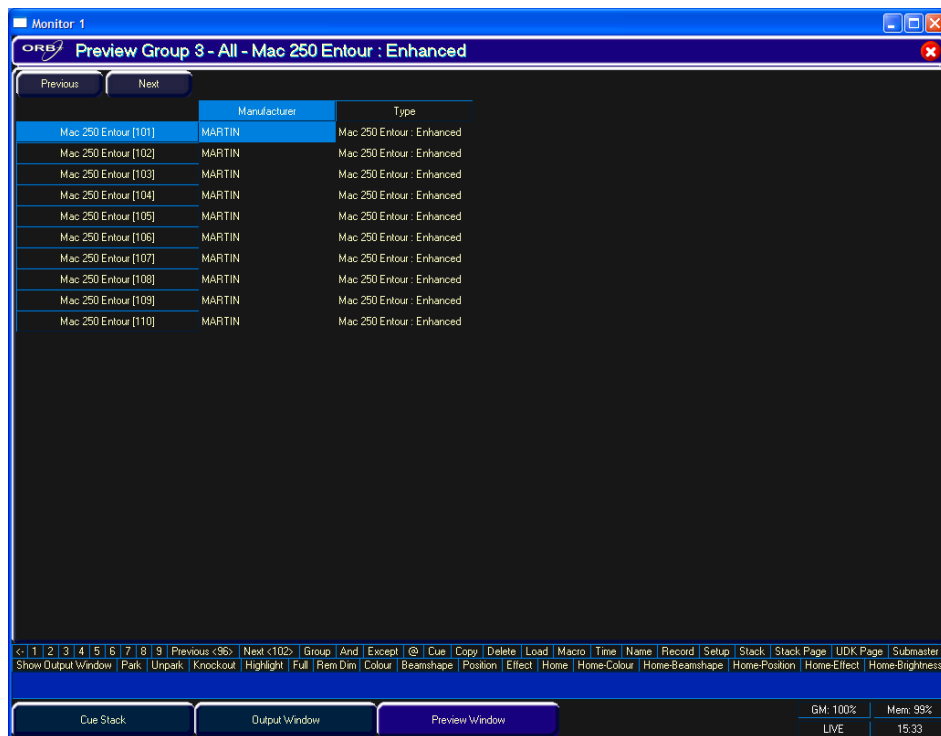 Monitor 1
ORB Preview Group 3 - All - Mac 250 Entour : Enhanced
Previous Next
Manufacturer Type
Mac 250 Entour [101] MARTIN Mac 250 Entour : Enhanced
Mac 250 Entour [102] MARTIN Mac 250 Entour : Enhanced
Mac 250 Entour [103] MARTIN Mac 250 Entour : Enhanced
Mac 250 Entour [104] MARTIN Mac 250 Entour : Enhanced
Mac 250 Entour [105] MARTIN Mac 250 Entour : Enhanced
Mac 250 Entour [106] MARTIN Mac 250 Entour : Enhanced
Mac 250 Entour [107] MARTIN Mac 250 Entour : Enhanced
Mac 250 Entour [108] MARTIN Mac 250 Entour : Enhanced
Mac 250 Entour [109] MARTIN Mac 250 Entour : Enhanced
Mac 250 Entour [110] MARTIN Mac 250 Entour : Enhanced
<- 1 2 3 4 5 6 7 8 9 Previous <96> Next <102> Group And Except @ Cue Copy Delete Load Macro Time Name Record Setup Stack Stack Page UDK Page Submaster
Show Output Window Park Unpark Knockout Highlight Full Rem Dim Colour Beamshape Position Effect Home Home-Colour Home-Beamshape Home-Position Home-Effect Home-Brightness
Cue Stack Output Window Preview Window GM: 100% Mem: 99%
LIVE 15:33